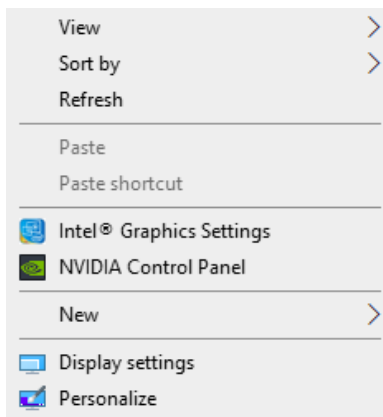 View
Sort by
Refresh
Paste
Paste shortcut
Intel® Graphics Settings
NVIDIA Control Panel
New
Display settings
Personalize